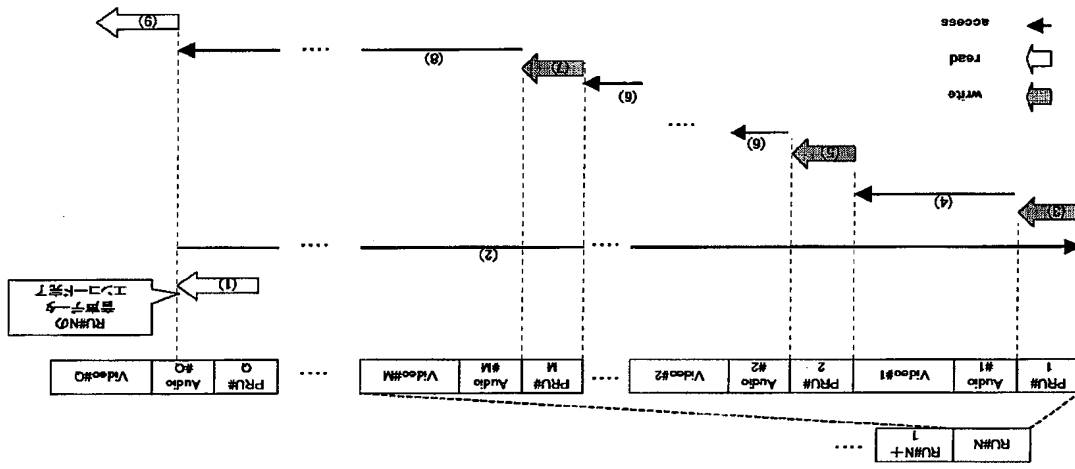 RU#N
RU#N+
1
....
PRU#
1
Audio
#1
Video#1
PRU#
2
Audio
#2
Video#2
....
PRU#
M
Audio
#M
Video#M
....
PRU#
Q
Audio
#Q
Video#Q
RU#Nの
音声データ
エンコード完了
(1)
....
(2)
....
(3)
(4)
(5)
(6)
....
(6)
(7)
(8)
....
(9)
write
read
access